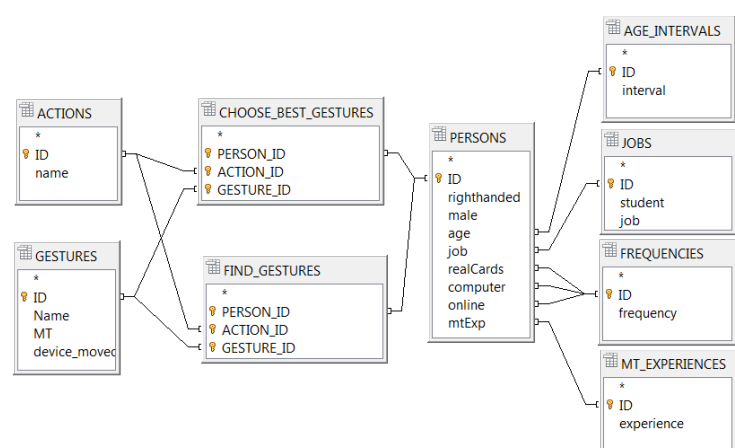 ACTIONS
*
ID
name
GESTURES
*
ID
Name
MT
device_moved
CHOOSE_BEST_GESTURES
*
PERSON_ID
ACTION_ID
GESTURE_ID
FIND_GESTURES
*
PERSON_ID
ACTION_ID
GESTURE_ID
PERSONS
*
ID
righthanded
male
age
job
realCards
computer
online
mtExp
AGE_INTERVALS
*
ID
interval
JOBS
*
ID
student
job
FREQUENCIES
*
ID
frequency
MT_EXPERIENCES
*
ID
experience